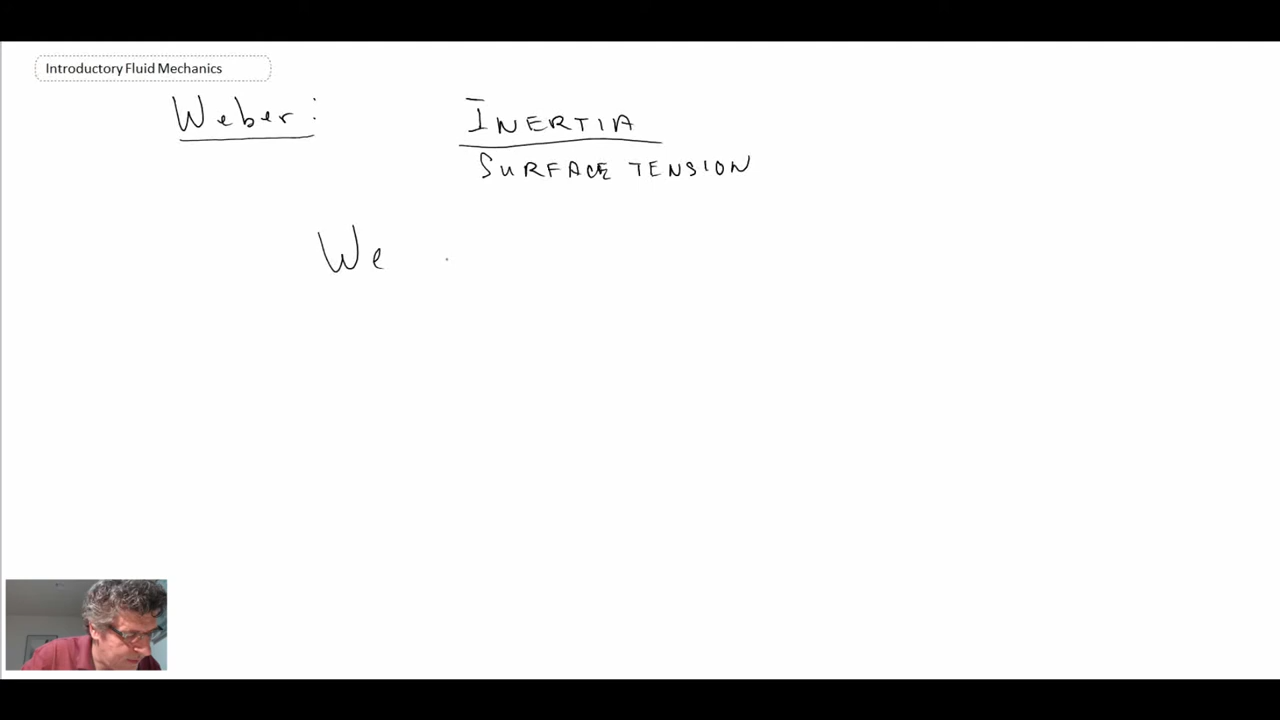 Introductory Fluid Mechanics
Weber:
INERTIA
SURFACE TENSION
We